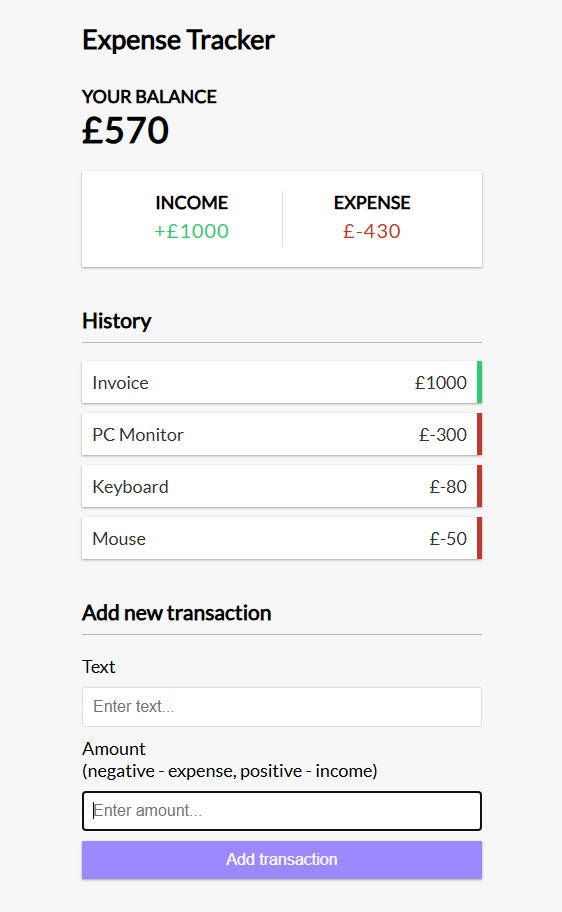 Expense Tracker
YOUR BALANCE
£570
INCOME
EXPENSE
+£1000
£-430
History
Invoice £1000
PC Monitor £-300
Keyboard £-80
Mouse £-50
Add new transaction
Text
Enter text...
Amount
(negative - expense, positive - income)
Enter amount...
Add transaction